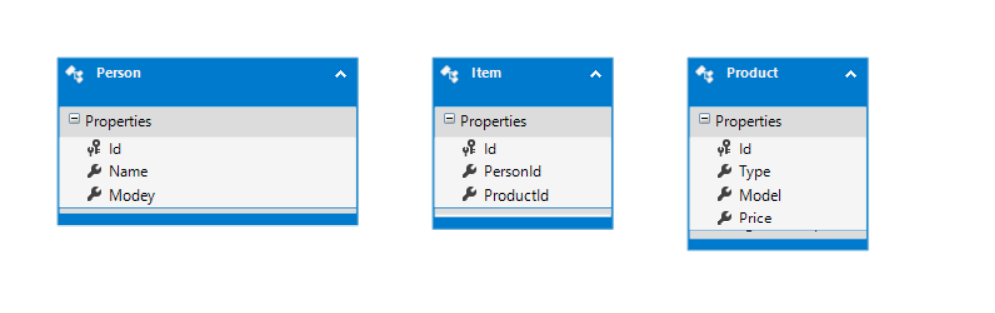 Person
Properties
Id
Name
Modey
Item
Properties
Id
PersonId
ProductId
Product
Properties
Id
Type
Model
Price